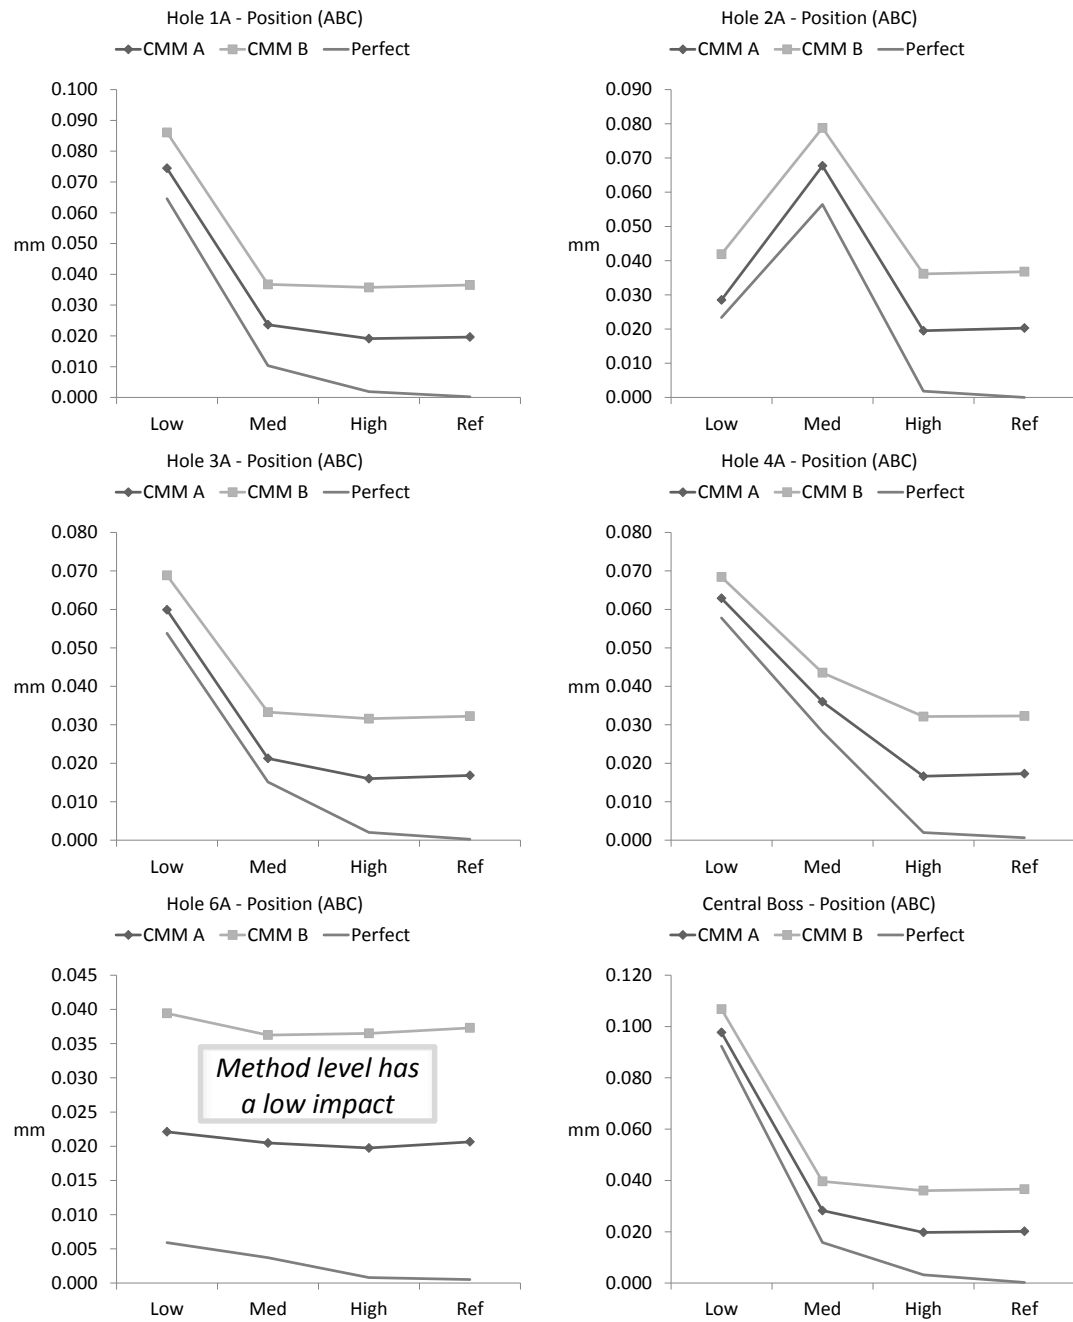 Hole 1A - Position (ABC)
CMM A CMM B Perfect
0.100
0.090
0.080
0.070
0.060
mm
0.050
0.040
0.030
0.020
0.010
0.000
Low Med High Ref
Hole 2A - Position (ABC)
CMM A CMM B Perfect
0.090
0.080
0.070
0.060
0.050
mm
0.040
0.030
0.020
0.010
0.000
Low Med High Ref
Hole 3A - Position (ABC)
CMM A CMM B Perfect
0.080
0.070
0.060
0.050
mm
0.040
0.030
0.020
0.010
0.000
Low Med High Ref
Hole 4A - Position (ABC)
CMM A CMM B Perfect
0.080
0.070
0.060
0.050
mm
0.040
0.030
0.020
0.010
0.000
Low Med High Ref
Hole 6A - Position (ABC)
CMM A CMM B Perfect
0.045
0.040
0.035
0.030
0.025
mm
0.020
0.015
0.010
0.005
0.000
Method level has
a low impact
Low Med High Ref
Central Boss - Position (ABC)
CMM A CMM B Perfect
0.120
0.100
0.080
mm
0.060
0.040
0.020
0.000
Low Med High Ref